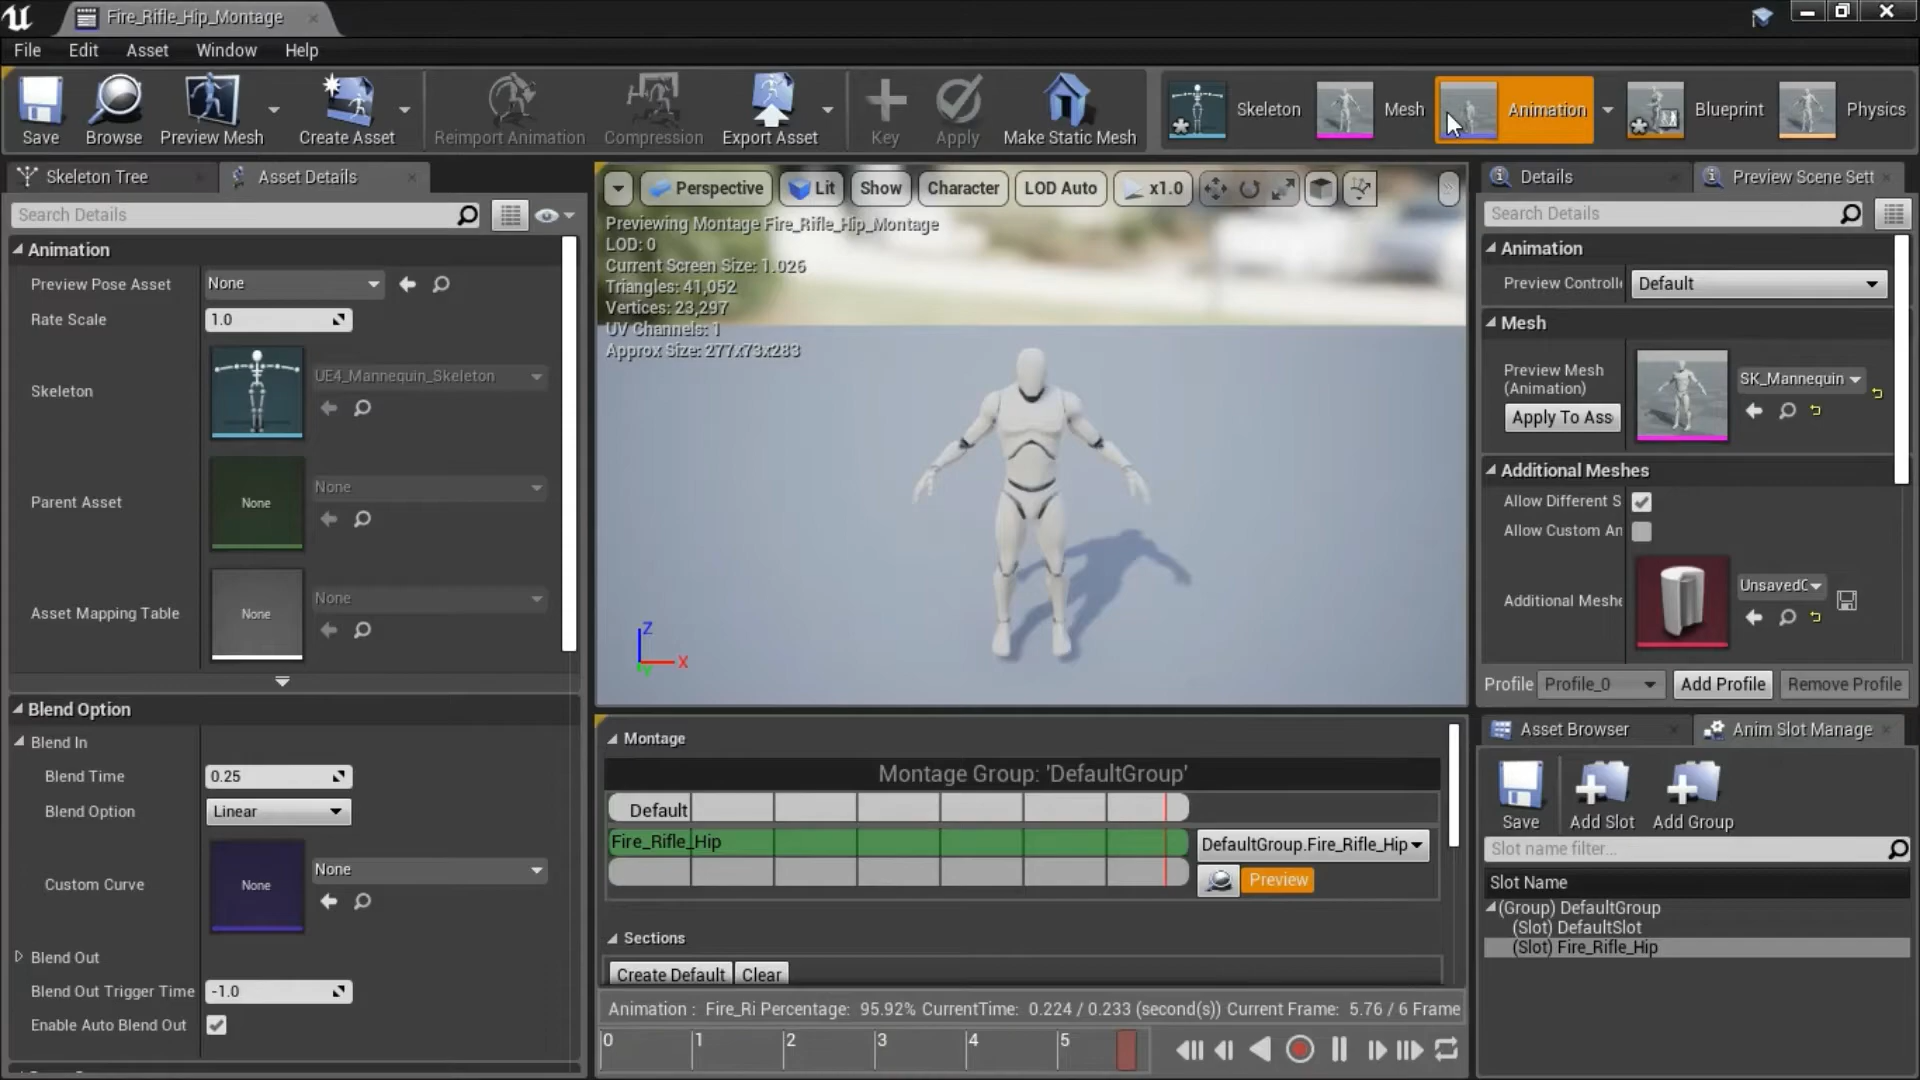 Fire_Rifle_Hip_Montage
File Edit Asset Window Help
Save Browse Preview Mesh Create Asset Reimport Animation Compression Export Asset Key Apply Make Static Mesh Skeleton Mesh Animation Blueprint Physics
Skeleton Tree Asset Details
Search Details
Animation
Preview Pose Asset None
Rate Scale 1.0
Skeleton UE4_Mannequin_Skeleton
Parent Asset None None
Asset Mapping Table None None
Blend Option
Blend In
Blend Time 0.25
Blend Option Linear
Custom Curve None None
Blend Out
Blend Out Trigger Time -1.0
Enable Auto Blend Out
Perspective Lit Show Character LOD Auto x1.0
Previewing Montage Fire_Rifle_Hip_Montage
LOD: 0
Current Screen Size: 1.026
Triangles: 41,052
Vertices: 23,297
UV Channels: 1
Approx Size: 277x73x283
Z
X
Y
Montage
Montage Group: 'DefaultGroup'
Default
Fire_Rifle_Hip DefaultGroup.Fire_Rifle_Hip
Preview
Sections
Create Default Clear
Animation : Fire_Ri Percentage: 95.92% CurrentTime: 0.224 / 0.233 (second(s)) Current Frame: 5.76 / 6 Frame
0 1 2 3 4 5
Details Preview Scene Sett
Search Details
Animation
Preview Controlle Default
Mesh
Preview Mesh
(Animation)
SK_Mannequin
Apply To Ass
Additional Meshes
Allow Different S
Allow Custom An
Additional Meshe UnsavedC
Profile Profile_0 Add Profile Remove Profile
Asset Browser Anim Slot Manage
Save Add Slot Add Group
Slot name filter...
Slot Name
(Group) DefaultGroup
(Slot) DefaultSlot
(Slot) Fire_Rifle_Hip